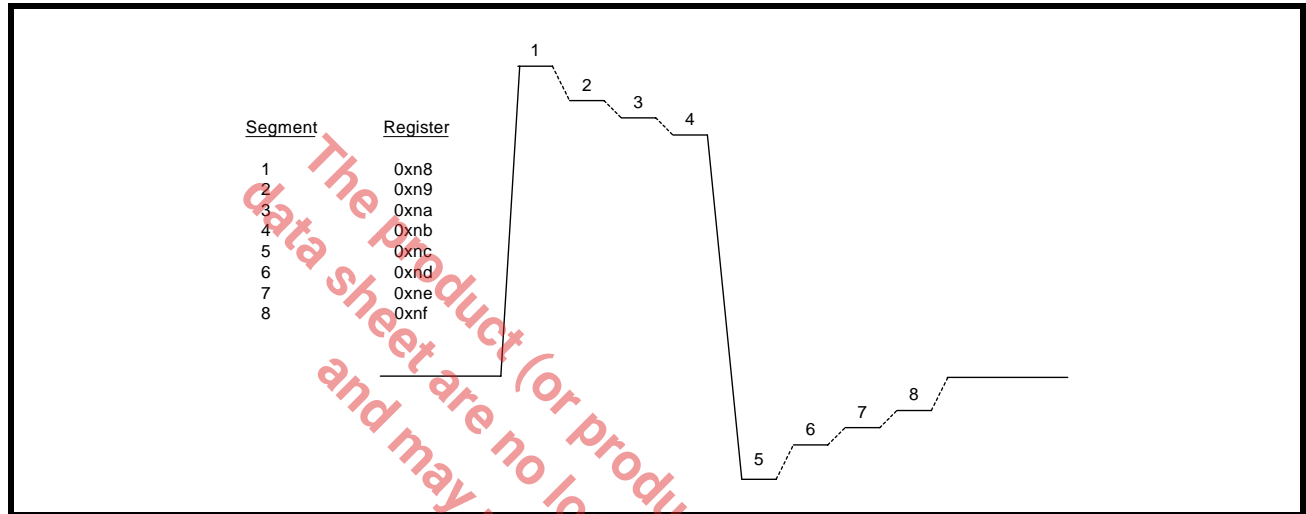 1
2
3
4
Segment Register
1 0xn8
2 0xn9
3 0xna
4 0xnb
5 0xnc
6 0xnd
7 0xne
8 0xnf
8
7
6
5
The product (or produ
data sheet are no lo
and may